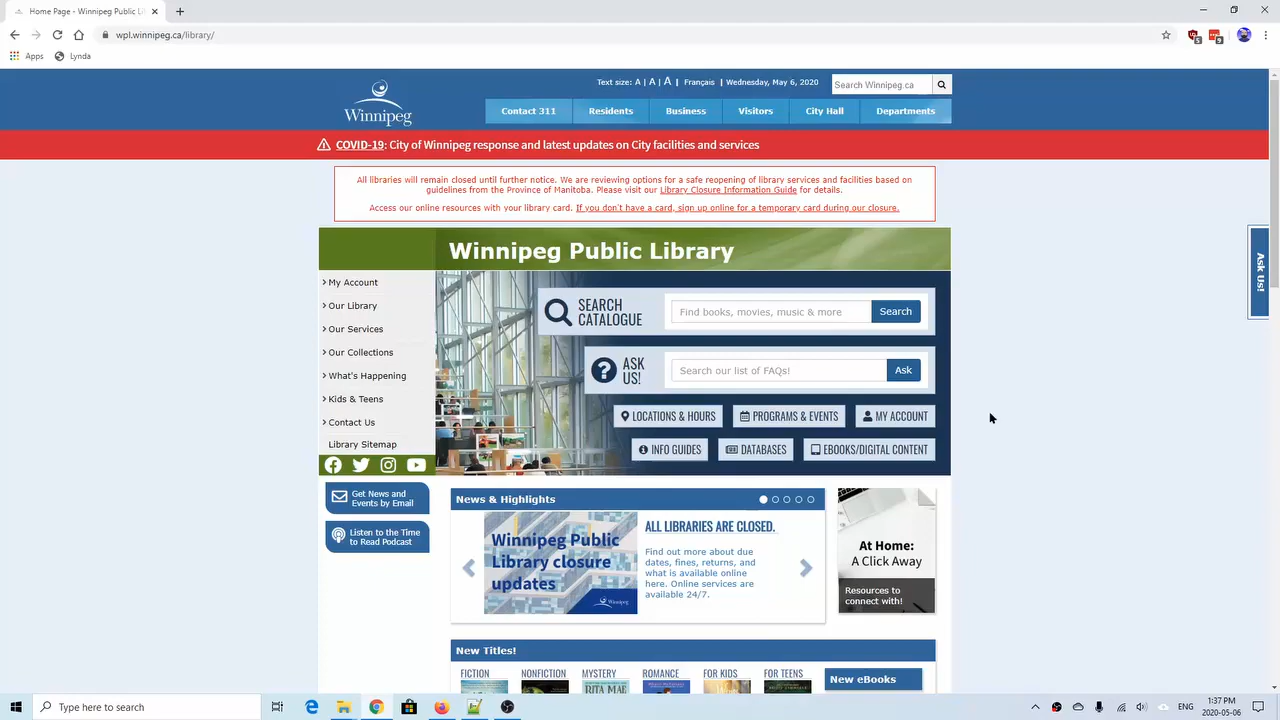 Home Page - Winnipeg Public Lib
wpl.winnipeg.ca/library/
Apps
Lynda
Text size: A | A | A | Français | Wednesday, May 6, 2020
Search Winnipeg.ca
Winnipeg
Contact 311
Residents
Business
Visitors
City Hall
Departments
COVID-19: City of Winnipeg response and latest updates on City facilities and services
All libraries will remain closed until further notice. We are reviewing options for a safe reopening of library services and facilities based on
guidelines from the Province of Manitoba. Please visit our Library Closure Information Guide for details.
Access our online resources with your library card. If you don't have a card, sign up online for a temporary card during our closure.
Ask Us!
Winnipeg Public Library
My Account
Our Library
Our Services
Our Collections
What's Happening
Kids & Teens
Contact Us
Library Sitemap
Get News and
Events by Email
Listen to the Time
to Read Podcast
SEARCH
CATALOGUE
Find books, movies, music & more
Search
ASK
US!
Search our list of FAQs!
Ask
LOCATIONS & HOURS
PROGRAMS & EVENTS
MY ACCOUNT
INFO GUIDES
DATABASES
EBOOKS/DIGITAL CONTENT
News & Highlights
Winnipeg Public
Library closure
updates
Winnipeg
ALL LIBRARIES ARE CLOSED.
Find out more about due
dates, fines, returns, and
what is available online
here. Online services are
available 24/7.
At Home:
A Click Away
Resources to
connect with!
New Titles!
FICTION
NONFICTION
MYSTERY
ROMANCE
FOR KIDS
FOR TEENS
RITA MAE
New eBooks
Type here to search
ENG
1:37 PM
2020-05-06